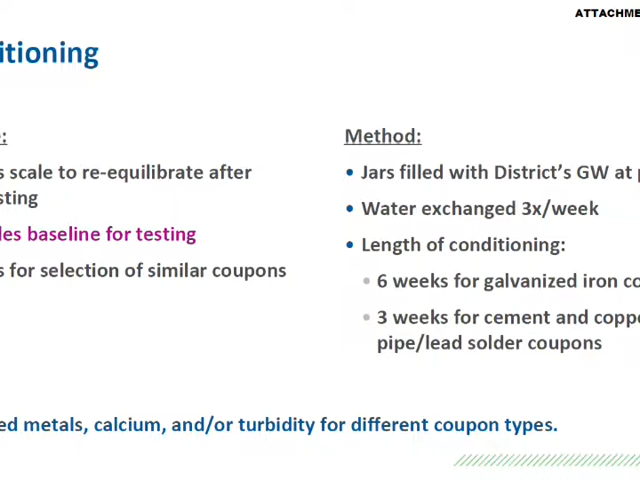 ATTACHME
itioning
e:
s scale to re-equilibrate after
sting
les baseline for testing
s for selection of similar coupons
Method:
• Jars filled with District's GW at p
• Water exchanged 3x/week
• Length of conditioning:
• 6 weeks for galvanized iron co
• 3 weeks for cement and coppe
pipe/lead solder coupons
ed metals, calcium, and/or turbidity for different coupon types.